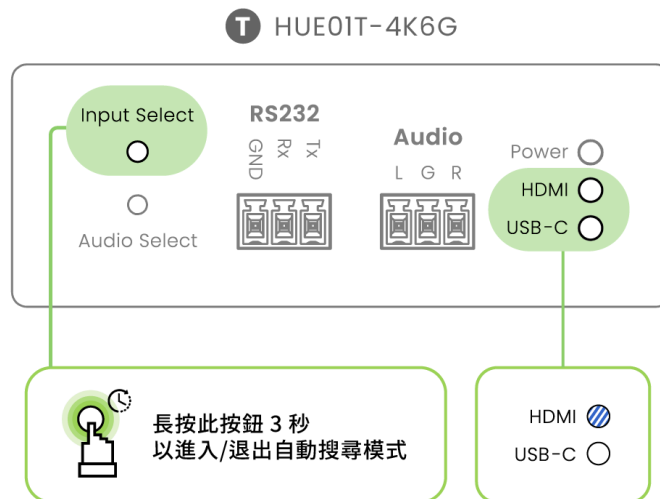 T HUE01T-4K6G
Input Select
Audio Select
RS232
GND Rx Tx
Audio
L G R
Power
HDMI
USB-C
長按此按鈕 3 秒
以進入/退出自動搜尋模式
HDMI
USB-C